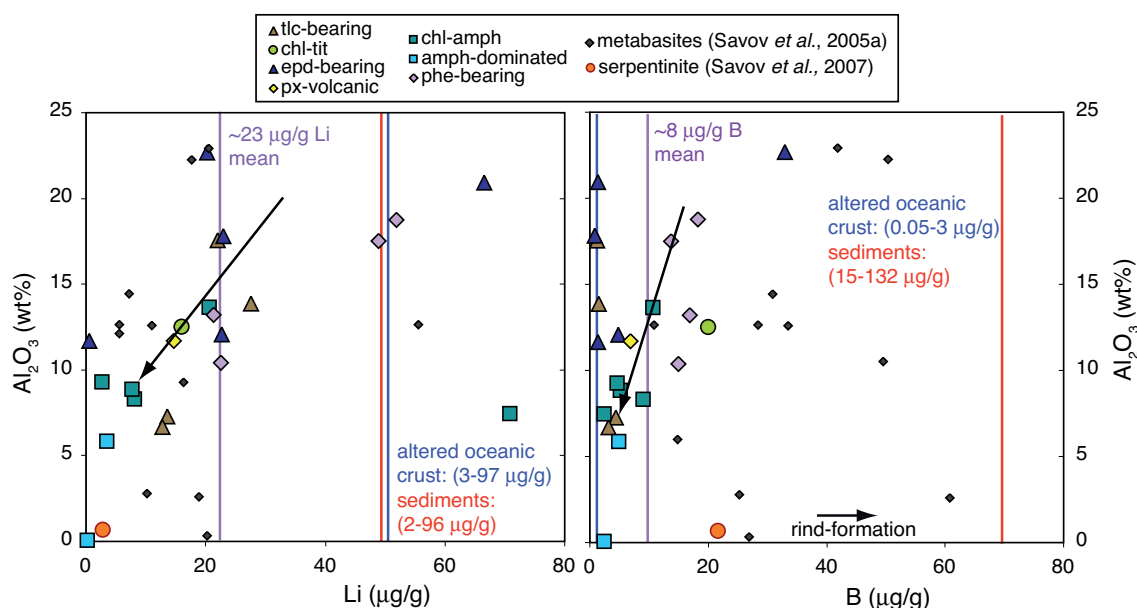 tlc-bearing
chl-tit
epd-bearing
px-volcanic
chl-amph
amph-dominated
phe-bearing
metabasites (Savov et al., 2005a)
serpentinite (Savov et al., 2007)
25
20
15
10
5
0
Al₂O₃ (wt%)
~23 µg/g Li
mean
altered oceanic
crust: (3-97 µg/g)
sediments:
(2-96 µg/g)
0 20 40 60 80
Li (µg/g)
~8 µg/g B
mean
altered oceanic
crust: (0.05-3 µg/g)
sediments:
(15-132 µg/g)
rind-formation
0 20 40 60 80
B (µg/g)
25
20
15
10
5
0
Al₂O₃ (wt%)